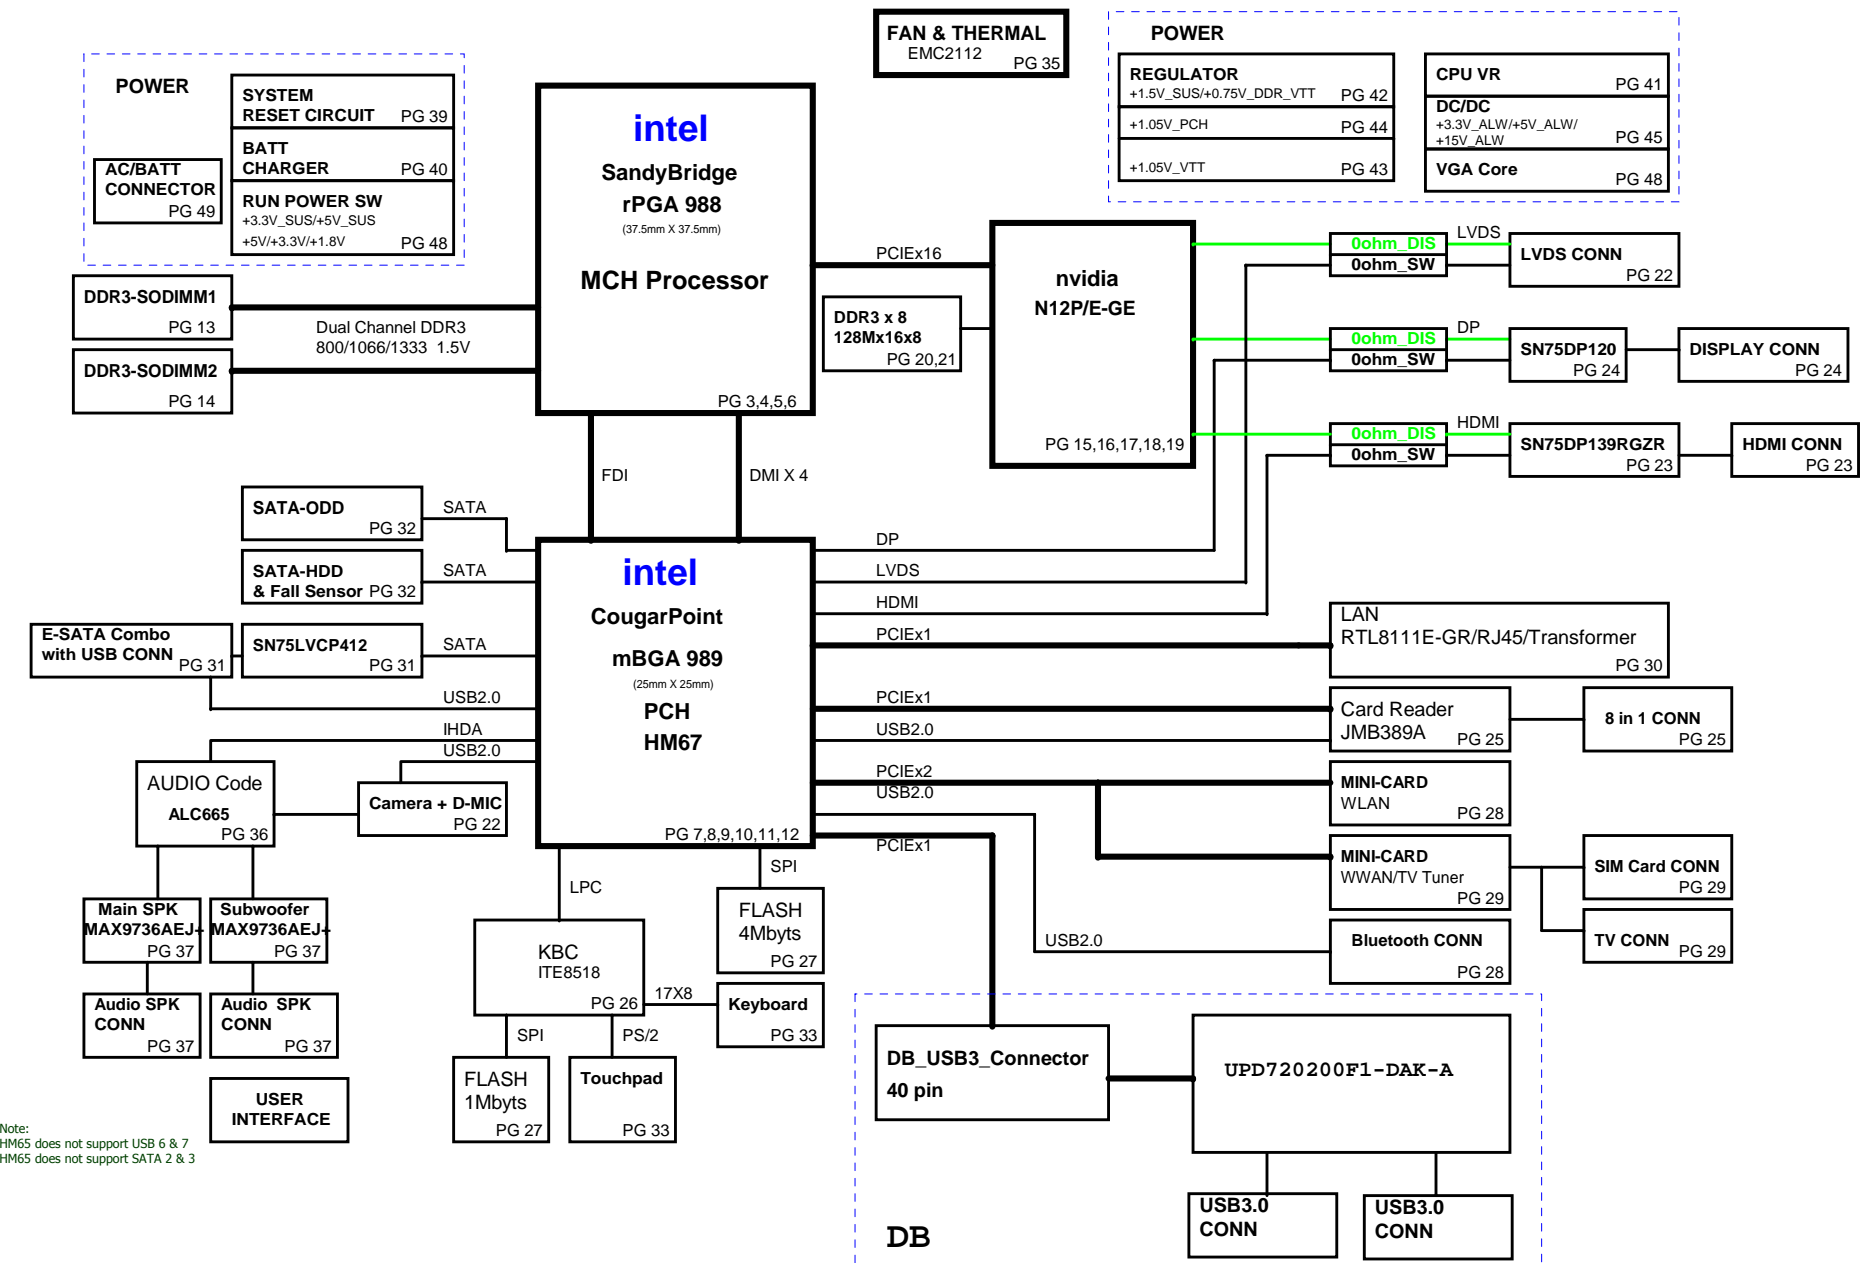 FAN & THERMAL
EMC2112
PG 35
POWER
SYSTEM
RESET CIRCUIT PG 39
BATT
CHARGER PG 40
AC/BATT
CONNECTOR
PG 49
RUN POWER SW
+3.3V_SUS/+5V_SUS
+5V/+3.3V/+1.8V PG 48
POWER
REGULATOR
+1.5V_SUS/+0.75V_DDR_VTT PG 42
+1.05V_PCH PG 44
+1.05V_VTT PG 43
CPU VR
PG 41
DC/DC
+3.3V_ALW/+5V_ALW/
+15V_ALW PG 45
VGA Core
PG 48
intel
SandyBridge
rPGA 988
(37.5mm X 37.5mm)
MCH Processor
PG 3,4,5,6
DDR3-SODIMM1
PG 13
Dual Channel DDR3
800/1066/1333 1.5V
DDR3-SODIMM2
PG 14
PCIEx16
DDR3 x 8
128Mx16x8
PG 20,21
nvidia
N12P/E-GE
PG 15,16,17,18,19
0ohm_DIS
0ohm_SW
LVDS
LVDS CONN
PG 22
0ohm_DIS
0ohm_SW
DP
SN75DP120
PG 24
DISPLAY CONN
PG 24
0ohm_DIS
0ohm_SW
HDMI
SN75DP139RGZR
PG 23
HDMI CONN
PG 23
FDI
DMI X 4
SATA-ODD
PG 32
SATA
SATA-HDD
& Fall Sensor PG 32
SATA
E-SATA Combo
with USB CONN
PG 31
SN75LVCP412
PG 31
SATA
USB2.0
IHDA
USB2.0
intel
CougarPoint
mBGA 989
(25mm X 25mm)
PCH
HM67
PG 7,8,9,10,11,12
DP
LVDS
HDMI
PCIEx1
LAN
RTL8111E-GR/RJ45/Transformer
PG 30
PCIEx1
USB2.0
Card Reader
JMB389A
PG 25
8 in 1 CONN
PG 25
PCIEx2
USB2.0
MINI-CARD
WLAN
PG 28
PCIEx1
MINI-CARD
WWAN/TV Tuner
PG 29
SIM Card CONN
PG 29
TV CONN
PG 29
USB2.0
Bluetooth CONN
PG 28
AUDIO Code
ALC665
PG 36
Camera + D-MIC
PG 22
Main SPK
MAX9736AEJ+
PG 37
Subwoofer
MAX9736AEJ+
PG 37
Audio SPK
CONN
PG 37
Audio SPK
CONN
PG 37
USER
INTERFACE
LPC
SPI
FLASH
4Mbyts
PG 27
KBC
ITE8518
PG 26
17X8
Keyboard
PG 33
SPI
PS/2
FLASH
1Mbyts
PG 27
Touchpad
PG 33
DB_USB3_Connector
40 pin
UPD720200F1-DAK-A
USB3.0
CONN
USB3.0
CONN
DB
Note:
HM65 does not support USB 6 & 7
HM65 does not support SATA 2 & 3